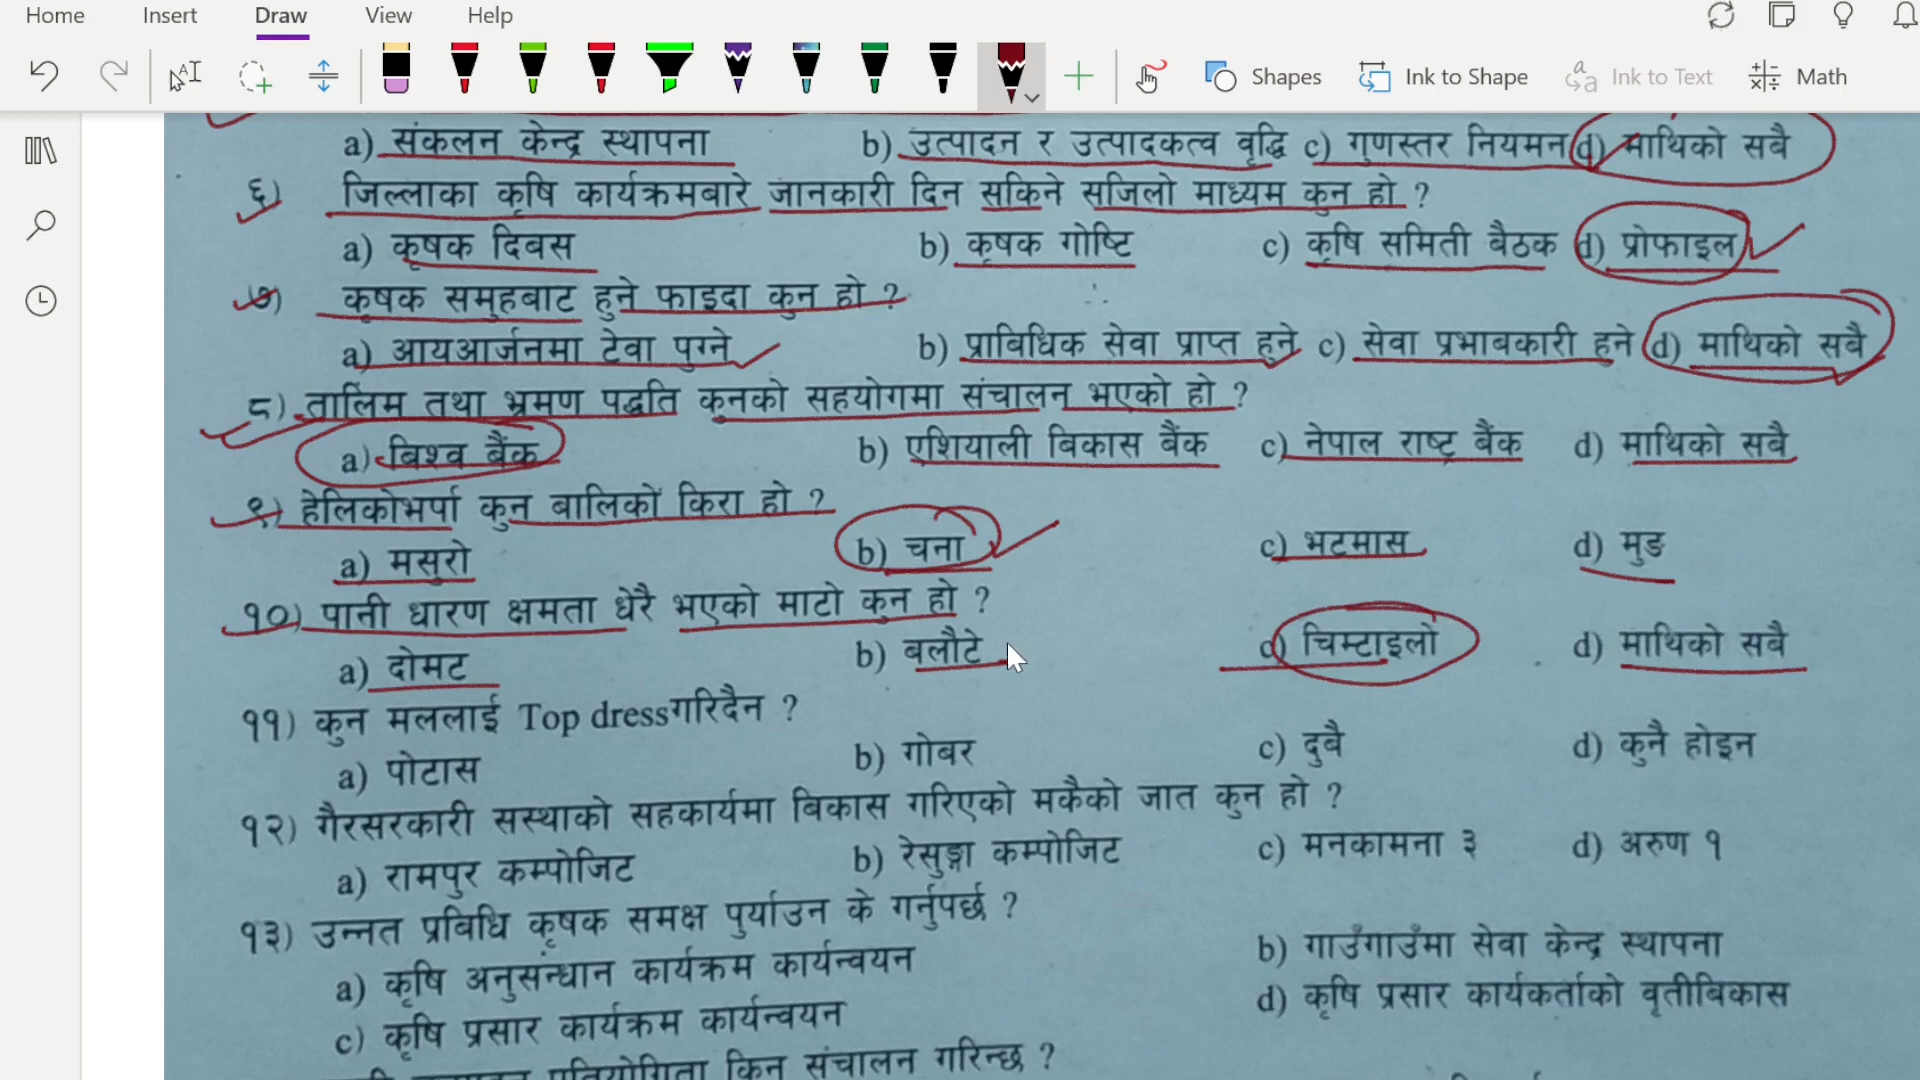 Home Insert Draw View Help
Shapes Ink to Shape Ink to Text Math
a) संकलन केन्द्र स्थापना b) उत्पादन र उत्पादकत्व वृद्धि c) गुणस्तर नियमन d) माथिको सबै
६) जिल्लाका कृषि कार्यक्रमबारे जानकारी दिन सकिने सजिलो माध्यम कुन हो ?
a) कृषक दिबस b) कृषक गोष्टि c) कृषि समिती बैठक d) प्रोफाइल
७) कृषक समुहबाट हुने फाइदा कुन हो ?
a) आयआर्जनमा टेवा पुग्ने b) प्राबिधिक सेवा प्राप्त हुने c) सेवा प्रभाबकारी हुने d) माथिको सबै
८) तालिम तथा भ्रमण पद्धति कुनको सहयोगमा संचालन भएको हो ?
a) बिश्व बैंक b) एशियाली बिकास बैंक c) नेपाल राष्ट्र बैंक d) माथिको सबै
९) हेलिकोभर्पा कुन बालिको किरा हो ?
a) मसुरो b) चना c) भटमास d) मुङ
१०) पानी धारण क्षमता धेरै भएको माटो कुन हो ?
a) दोमट b) बलौटे c) चिम्टाइलो d) माथिको सबै
११) कुन मललाई Top dressगरिदैन ?
a) पोटास b) गोबर c) दुबै d) कुनै होइन
१२) गैरसरकारी सस्थाको सहकार्यमा बिकास गरिएको मकैको जात कुन हो ?
a) रामपुर कम्पोजिट b) रेसुङ्गा कम्पोजिट c) मनकामना ३ d) अरुण १
१३) उन्नत प्रबिधि कृषक समक्ष पुर्याउन के गर्नुपर्छ ?
a) कृषि अनुसन्धान कार्यक्रम कार्यन्वयन b) गाउँगाउँमा सेवा केन्द्र स्थापना
c) कृषि प्रसार कार्यक्रम कार्यन्वयन d) कृषि प्रसार कार्यकर्ताको वृतीबिकास
किन संचालन गरिन्छ ?